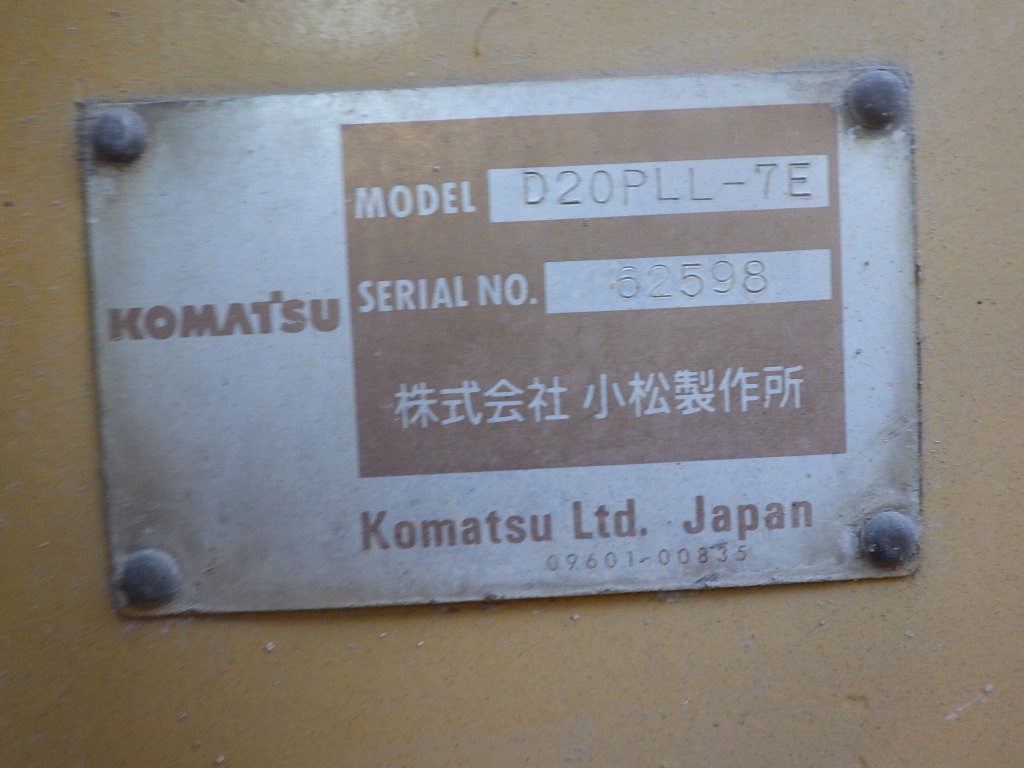 KOMATSU
MODEL D20PLL-7E
SERIAL NO. 62598
株式会社 小松製作所
Komatsu Ltd. Japan
09601-00835